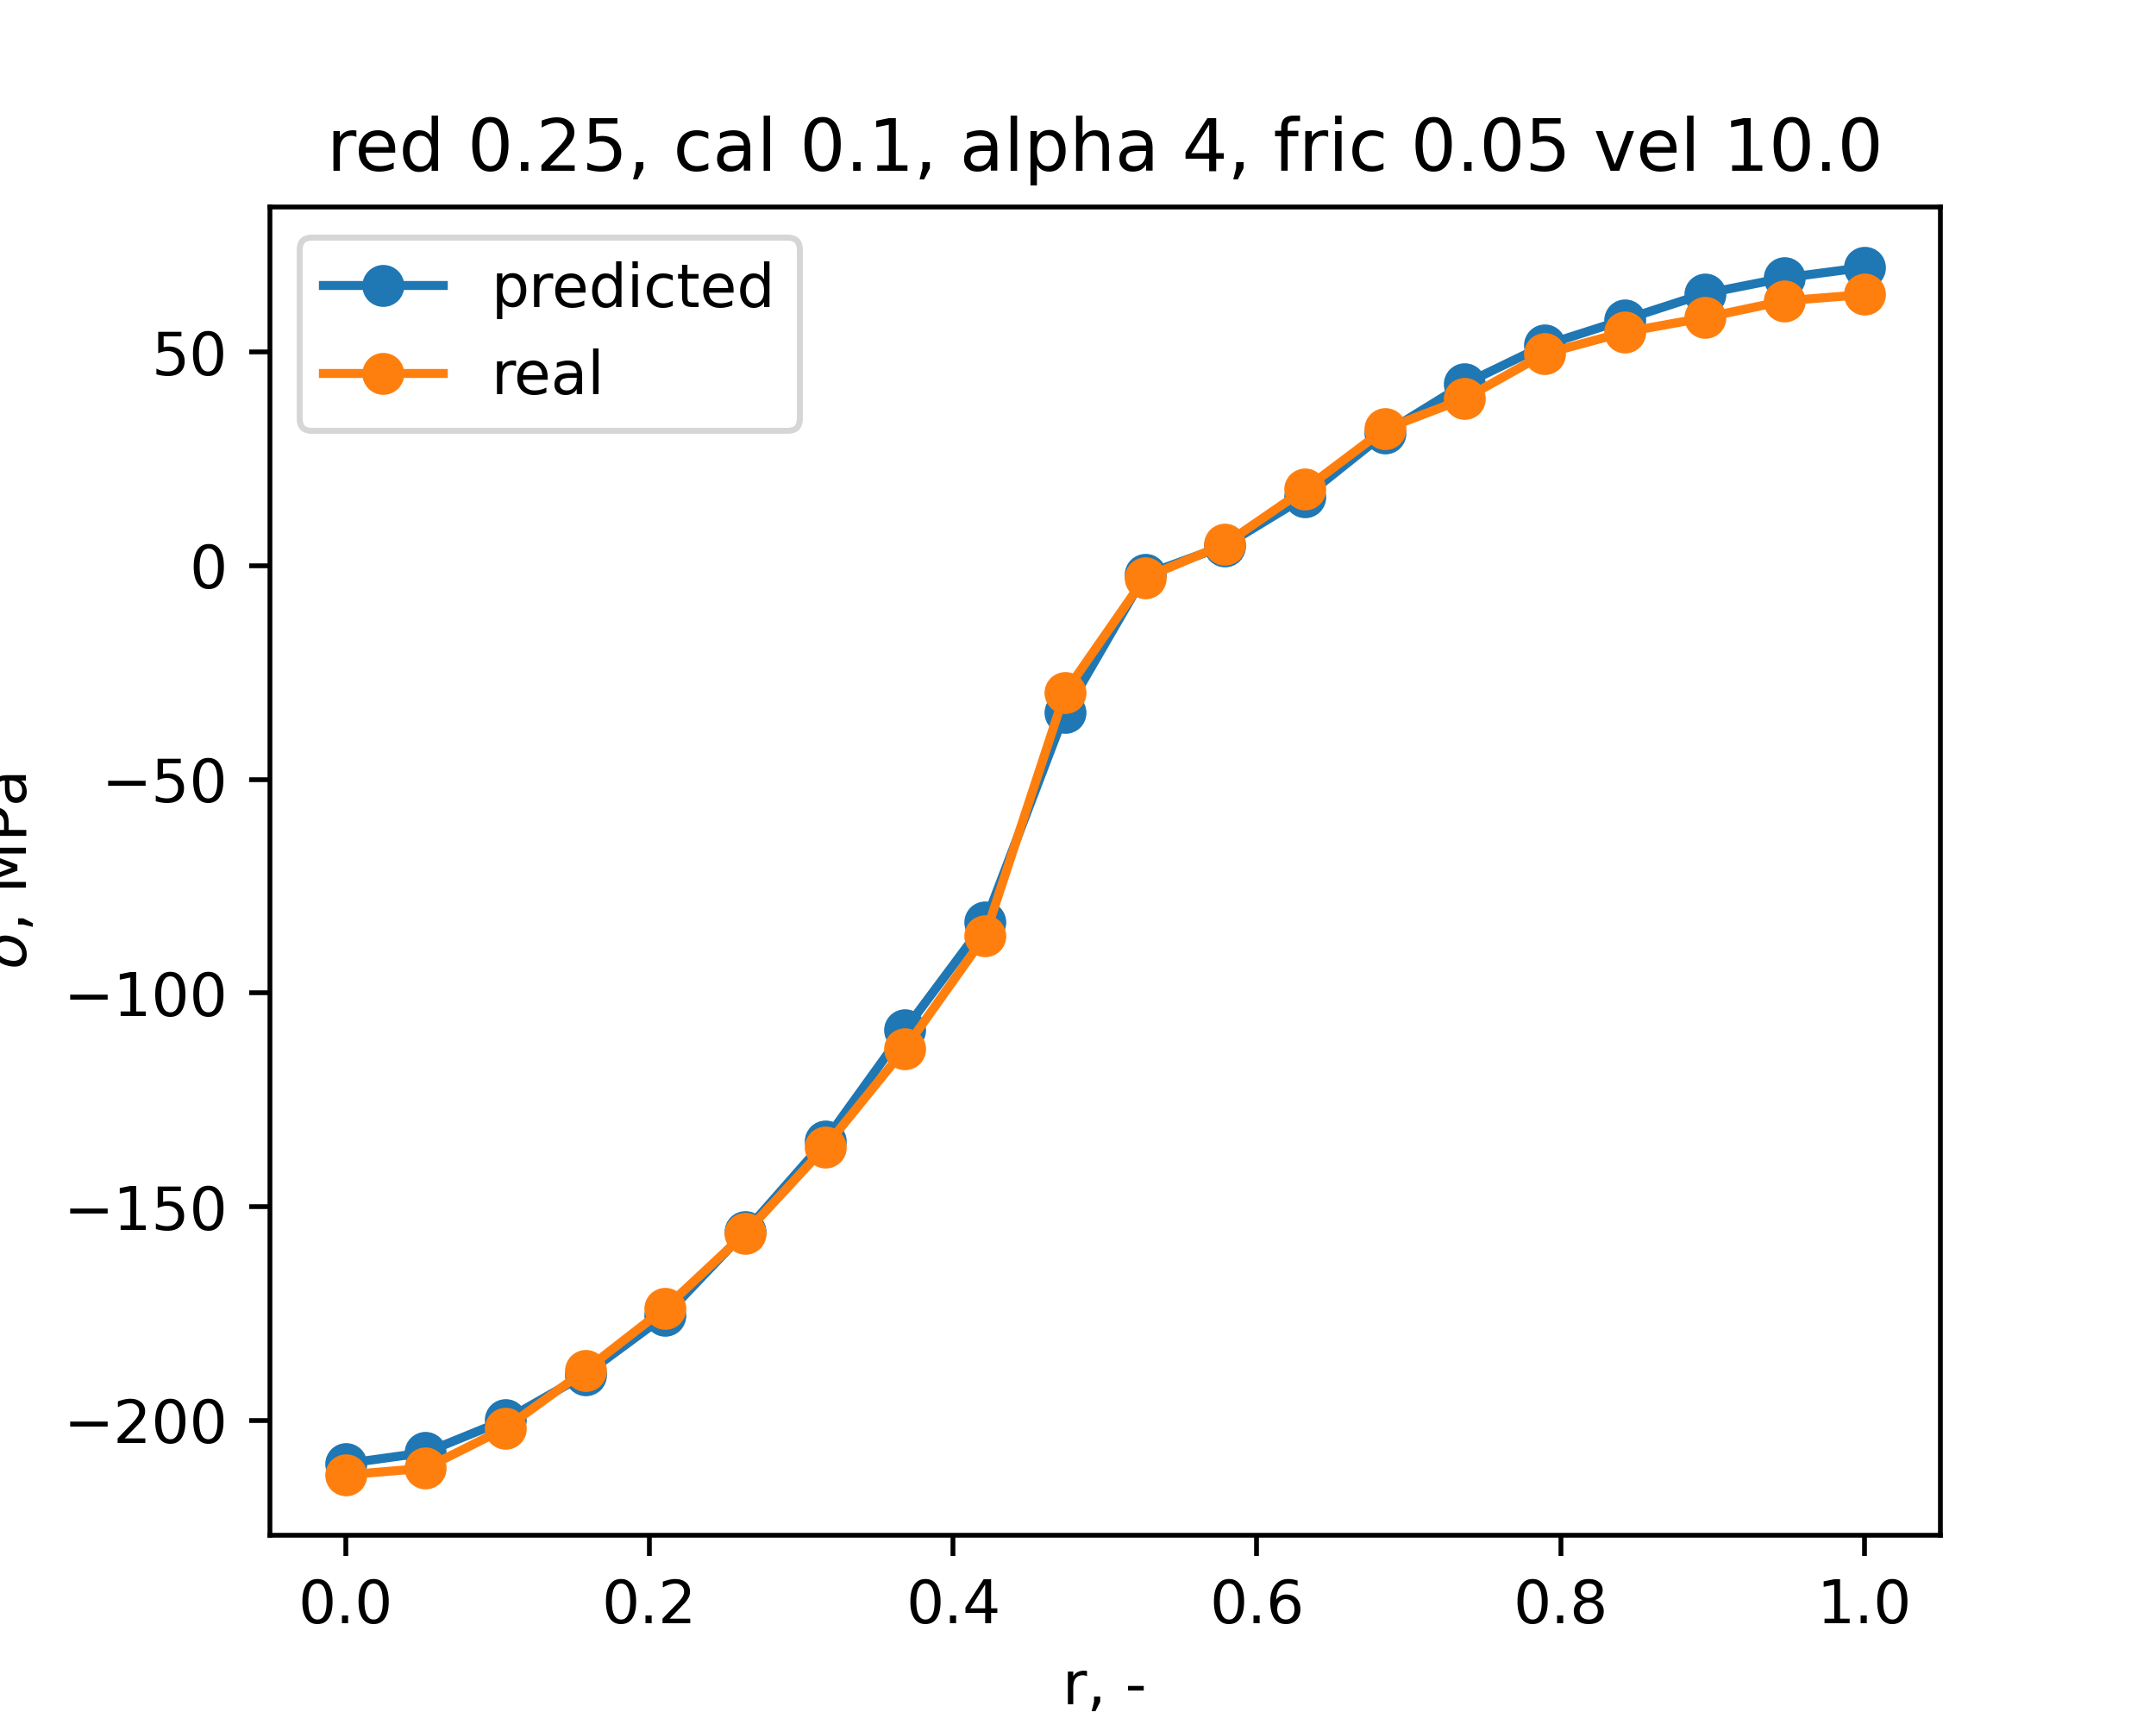 red 0.25, cal 0.1, alpha 4, fric 0.05 vel 10.0
predicted
real
50
0
−50
−100
−150
−200
, MPa
0.0 0.2 0.4 0.6 0.8 1.0
r, -